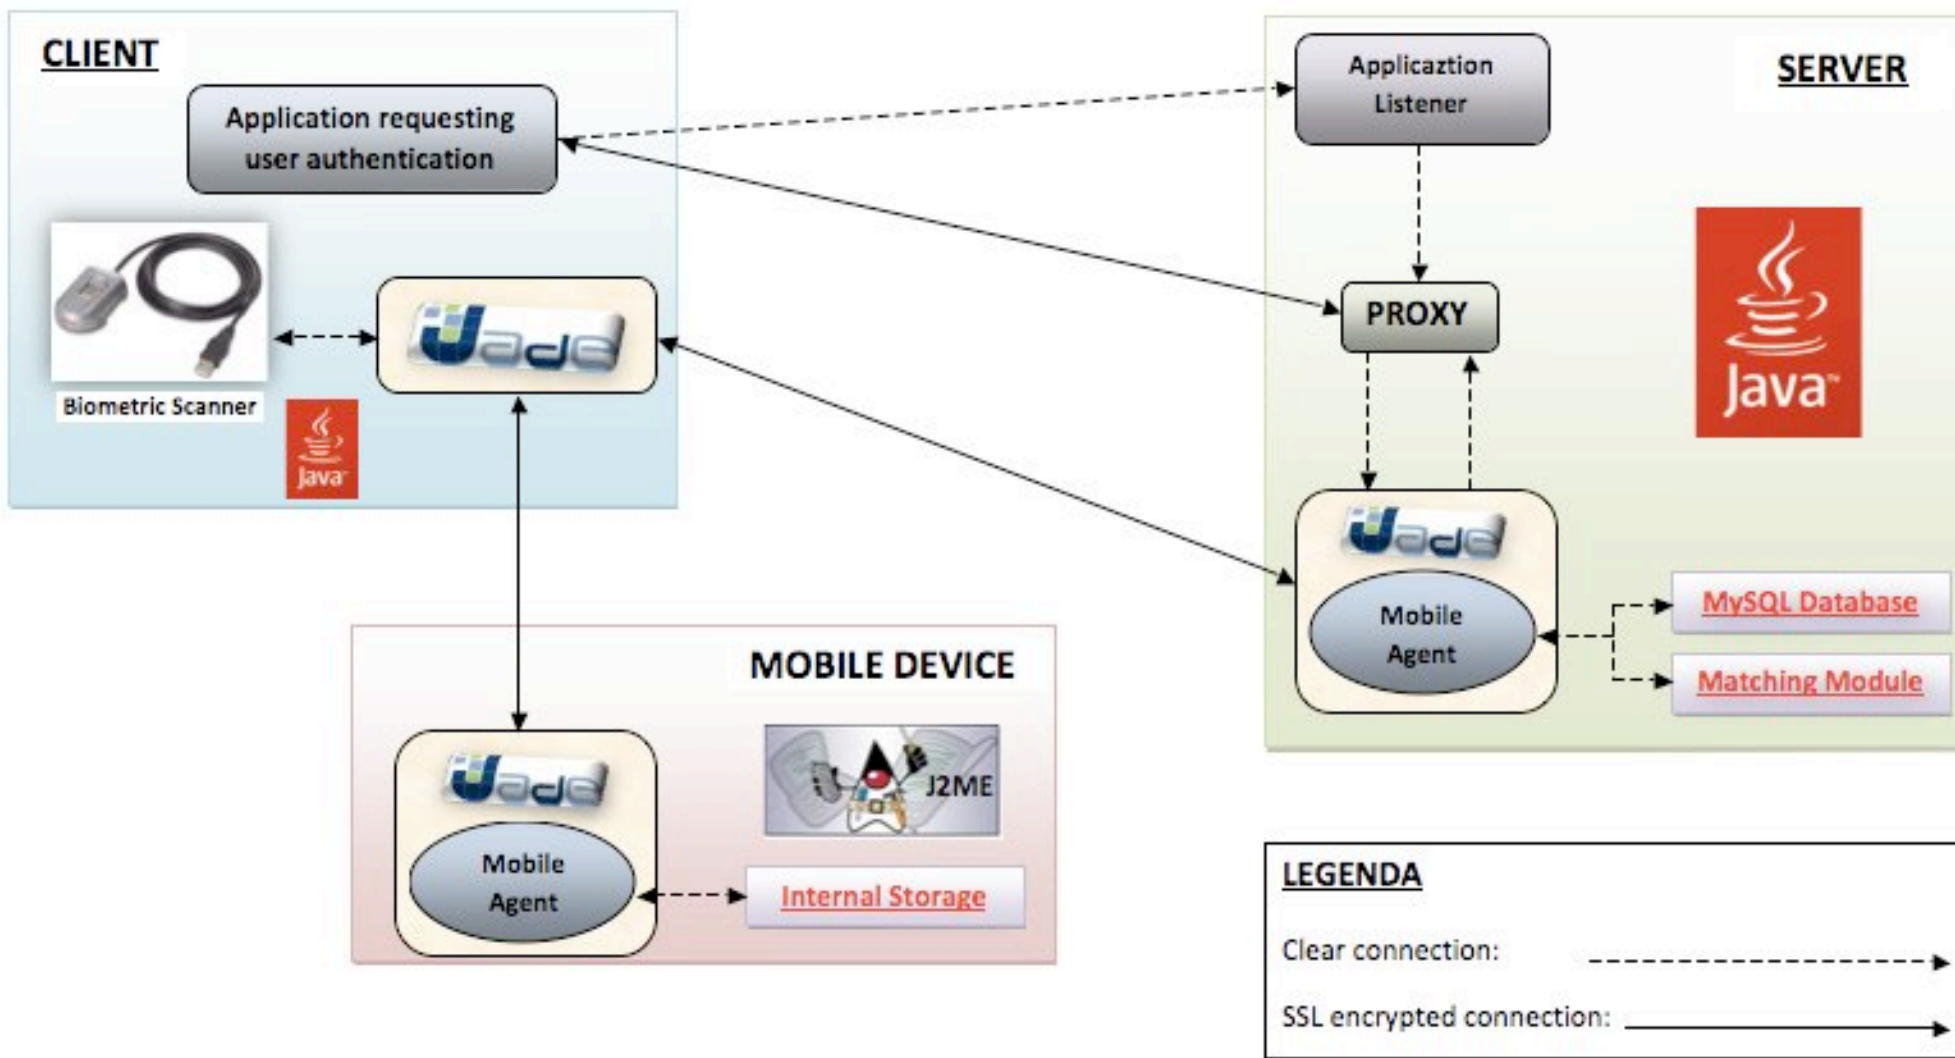 CLIENT
Application requesting
user authentication
Jade
Biometric Scanner
Java
SERVER
Applicaztion
Listener
PROXY
Java™
Jade
Mobile
Agent
MySQL Database
Matching Module
MOBILE DEVICE
Jade
Mobile
Agent
J2ME
Internal Storage
LEGENDA
Clear connection:
SSL encrypted connection: